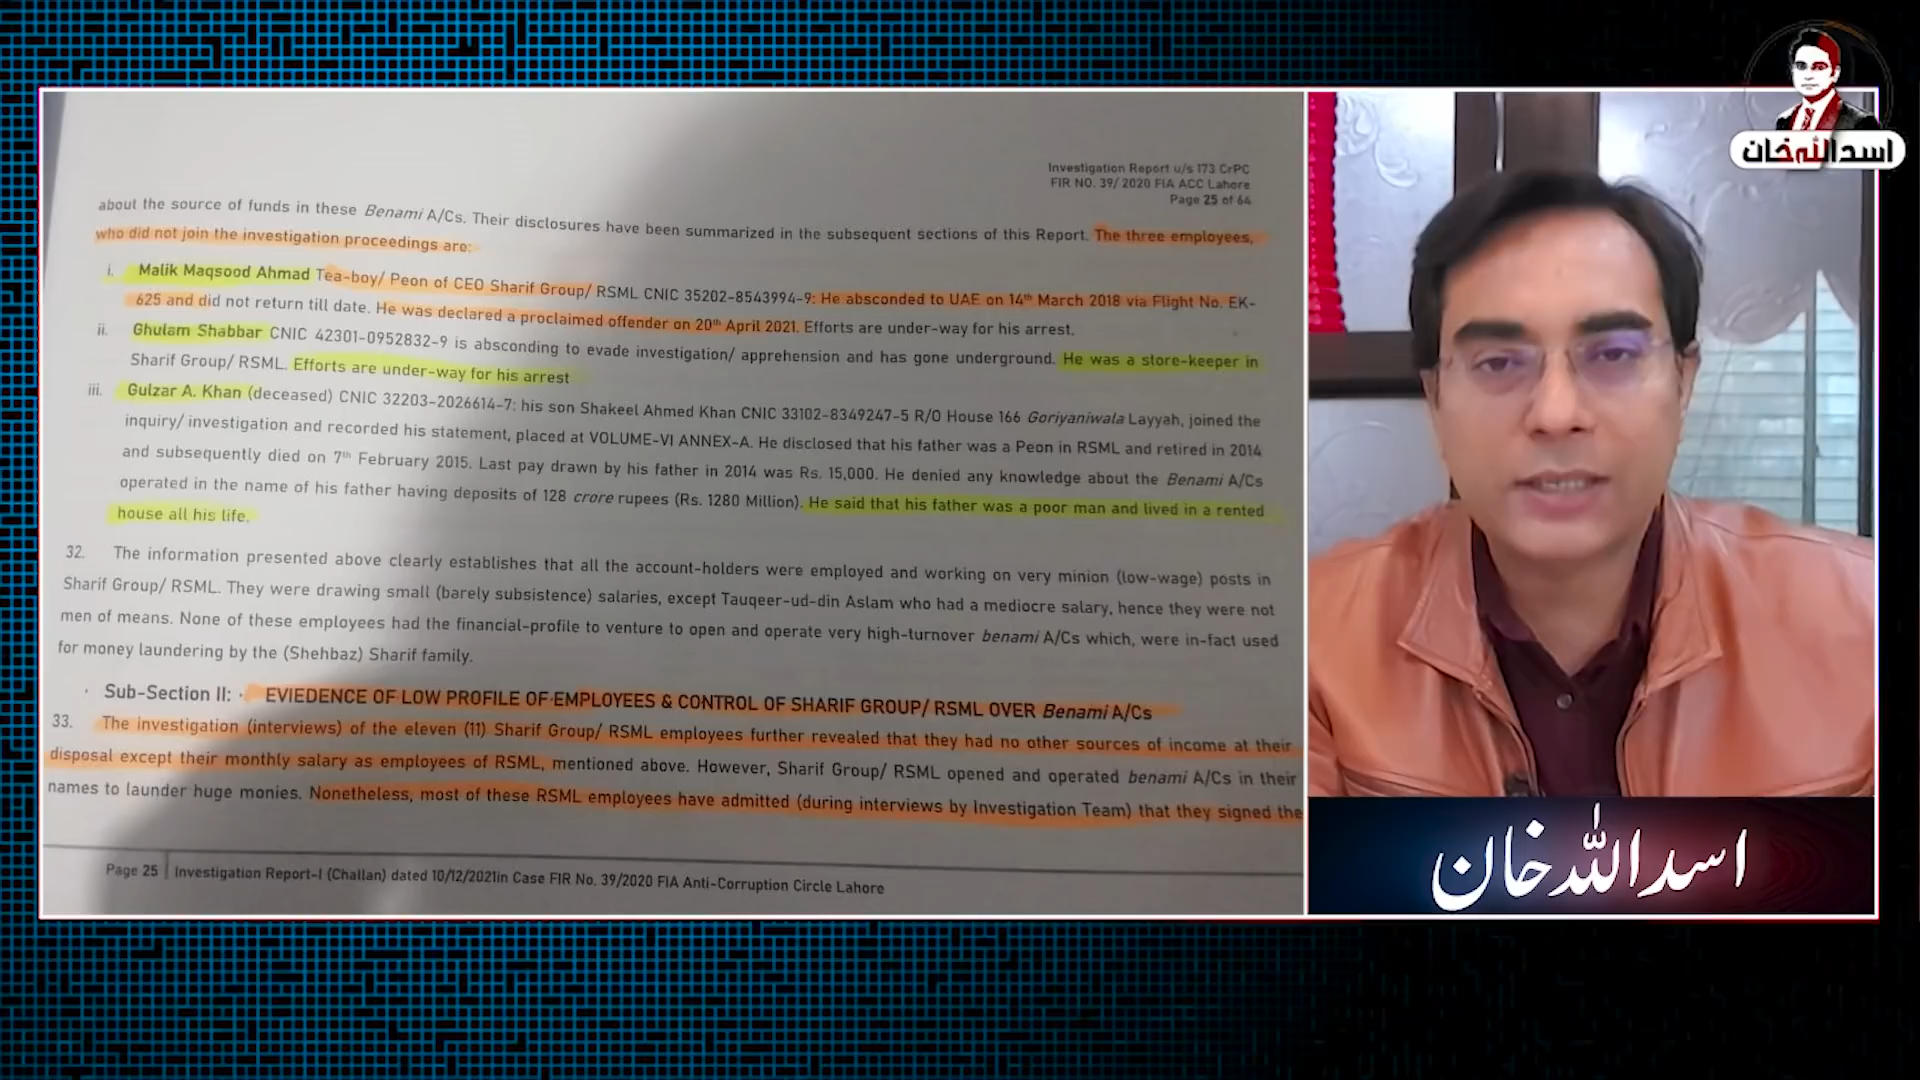 Investigation Report u/s 173 CrPC
FIR NO. 39/ 2020 FIA ACC Lahore
Page 25 of 64
about the source of funds in these Benami A/Cs. Their disclosures have been summarized in the subsequent sections of this Report. The three employees,
who did not join the investigation proceedings are:
i. Malik Maqsood Ahmad Tea-boy/ Peon of CEO Sharif Group/ RSML CNIC 35202-8543994-9: He absconded to UAE on 14th March 2018 via Flight No. EK-
625 and did not return till date. He was declared a proclaimed offender on 20th April 2021. Efforts are under-way for his arrest.
ii. Ghulam Shabbar CNIC 42301-0952832-9 is absconding to evade investigation/ apprehension and has gone underground. He was a store-keeper in
Sharif Group/ RSML. Efforts are under-way for his arrest
iii. Gulzar A. Khan (deceased) CNIC 32203-2026614-7: his son Shakeel Ahmed Khan CNIC 33102-8349247-5 R/O House 166 Goriyaniwala Layyah, joined the
inquiry/ investigation and recorded his statement, placed at VOLUME-VI ANNEX-A. He disclosed that his father was a Peon in RSML and retired in 2014
and subsequently died on 7th February 2015. Last pay drawn by his father in 2014 was Rs. 15,000. He denied any knowledge about the Benami A/Cs
operated in the name of his father having deposits of 128 crore rupees (Rs. 1280 Million). He said that his father was a poor man and lived in a rented
house all his life.
32. The information presented above clearly establishes that all the account-holders were employed and working on very minion (low-wage) posts in
Sharif Group/ RSML. They were drawing small (barely subsistence) salaries, except Tauqeer-ud-din Aslam who had a mediocre salary, hence they were not
men of means. None of these employees had the financial-profile to venture to open and operate very high-turnover benami A/Cs which, were in-fact used
for money laundering by the (Shehbaz) Sharif family.
Sub-Section II: EVIEDENCE OF LOW PROFILE OF EMPLOYEES & CONTROL OF SHARIF GROUP/ RSML OVER Benami A/Cs
33. The investigation (interviews) of the eleven (11) Sharif Group/ RSML employees further revealed that they had no other sources of income at their
disposal except their monthly salary as employees of RSML, mentioned above. However, Sharif Group/ RSML opened and operated benami A/Cs in their
names to launder huge monies. Nonetheless, most of these RSML employees have admitted (during interviews by Investigation Team) that they signed the
Page 25 | Investigation Report-I (Challan) dated 10/12/2021in Case FIR No. 39/2020 FIA Anti-Corruption Circle Lahore
اسداللہ خان
اسداللہ خان